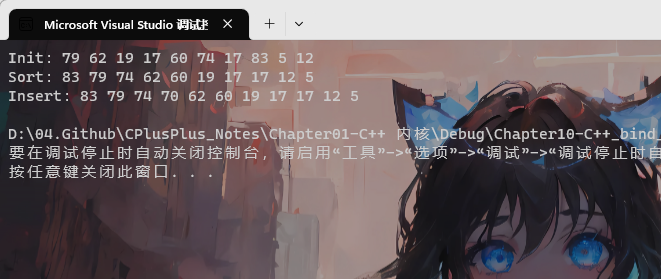 Microsoft Visual Studio 调试
Init: 79 62 19 17 60 74 17 83 5 12
Sort: 83 79 74 62 60 19 17 17 12 5
Insert: 83 79 74 70 62 60 19 17 17 12 5
D:\04.Github\CPlusPlus_Notes\Chapter01-C++ 内核\Debug\Chapter10-C++_bind_
要在调试停止时自动关闭控制台，请启用“工具”->“选项”->“调试”->“调试停止时自
按任意键关闭此窗口. . .